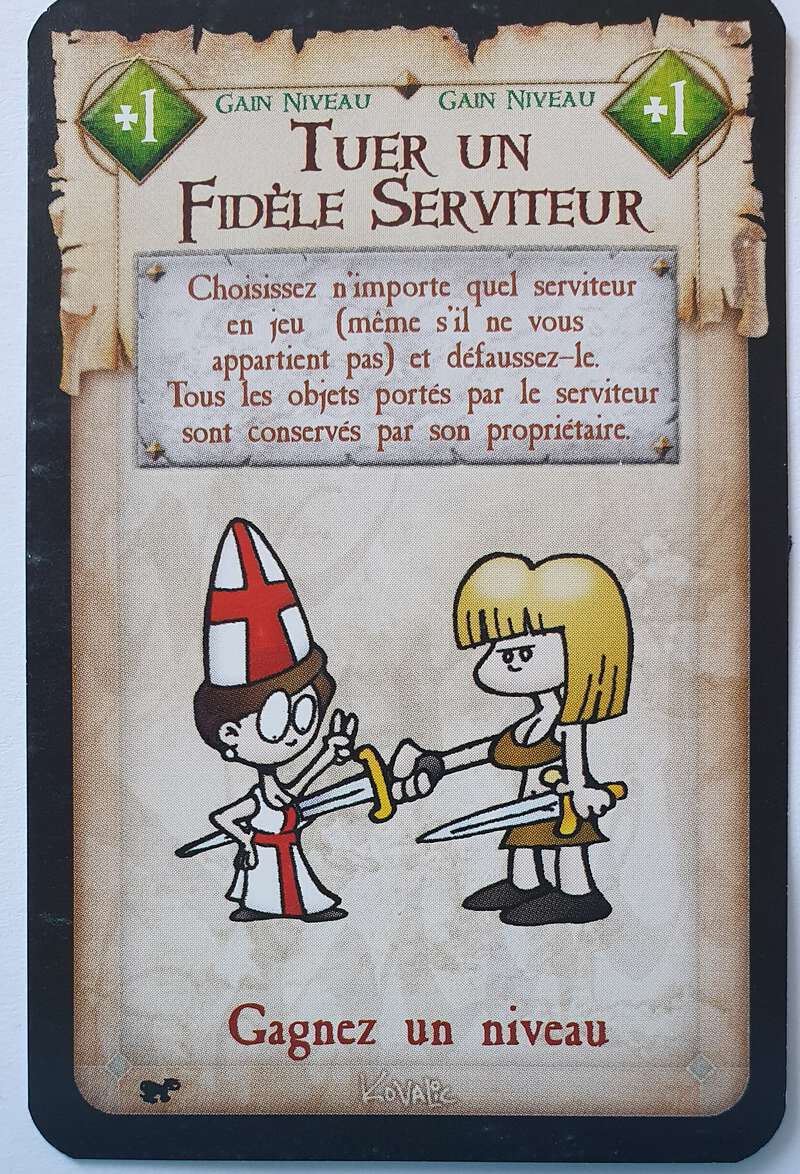 +1 Gain Niveau Gain Niveau +1
Tuer un
Fidèle Serviteur
Choisissez n'importe quel serviteur
en jeu (même s'il ne vous
appartient pas) et défaussez-le.
Tous les objets portés par le serviteur
sont conservés par son propriétaire.
Gagnez un niveau
Kovalic